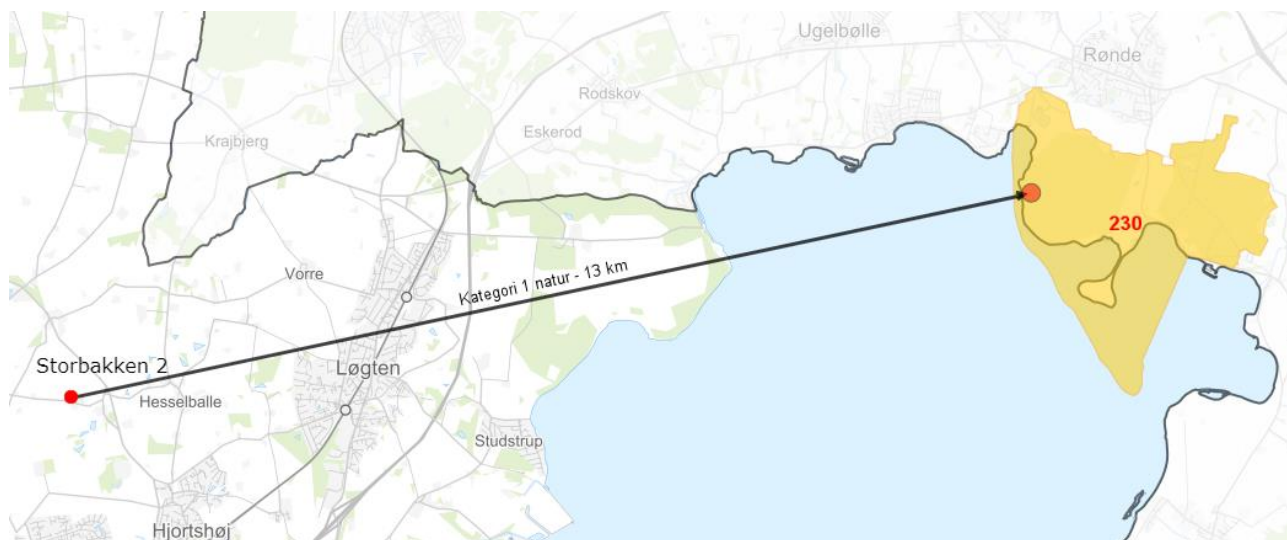 Ugelbølle
Rønde
Rodskov
Eskerod
Krajbjerg
230
Vorre
Kategori 1 natur - 13 km
Storbakken 2
Løgten
Hesselballe
Studstrup
Hjortshøj